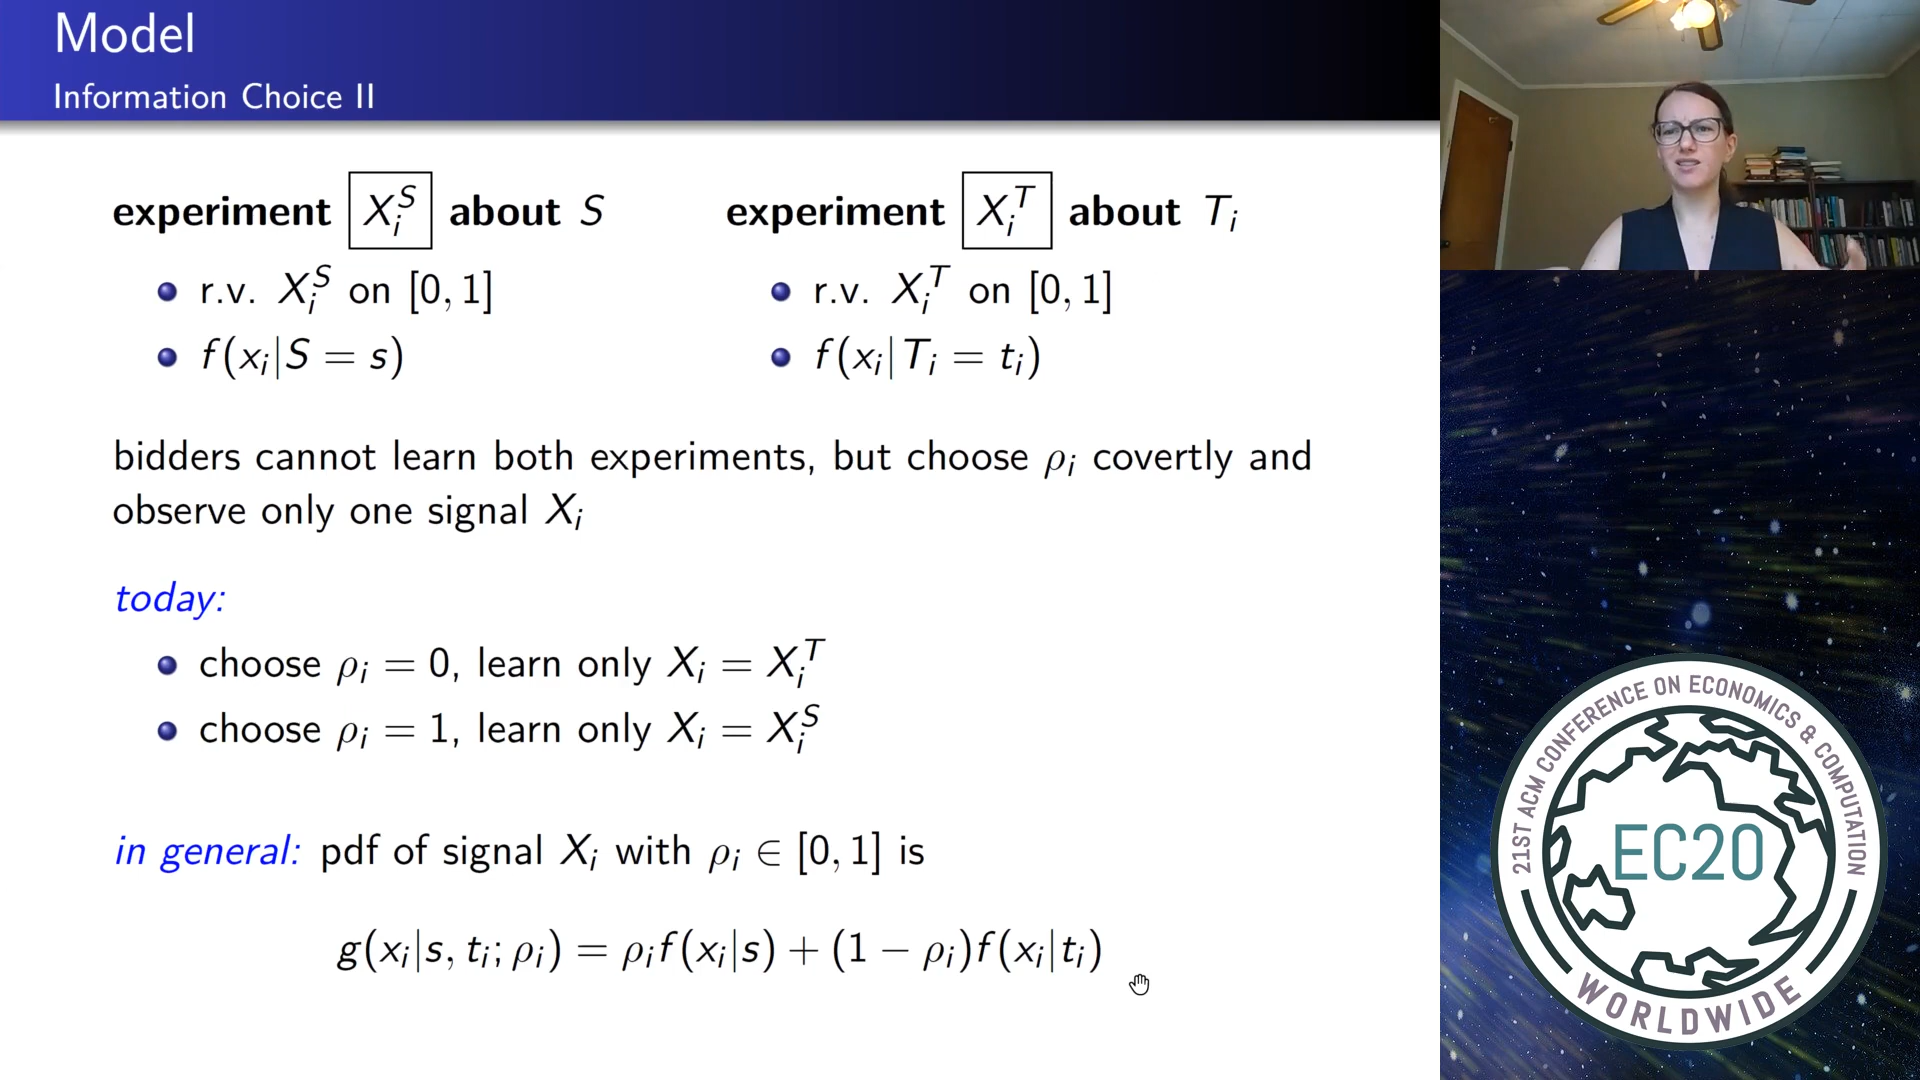 Model
Information Choice II
experiment X_i^S about S
experiment X_i^T about T_i
• r.v. X_i^S on [0, 1]
• r.v. X_i^T on [0, 1]
• f(x_i|S = s)
• f(x_i|T_i = t_i)
bidders cannot learn both experiments, but choose ρ_i covertly and
observe only one signal X_i
today:
• choose ρ_i = 0, learn only X_i = X_i^T
• choose ρ_i = 1, learn only X_i = X_i^S
in general: pdf of signal X_i with ρ_i ∈ [0, 1] is
g(x_i|s, t_i; ρ_i) = ρ_i f(x_i|s) + (1 − ρ_i)f(x_i|t_i)
21ST ACM CONFERENCE ON ECONOMICS & COMPUTATION
EC20
WORLDWIDE